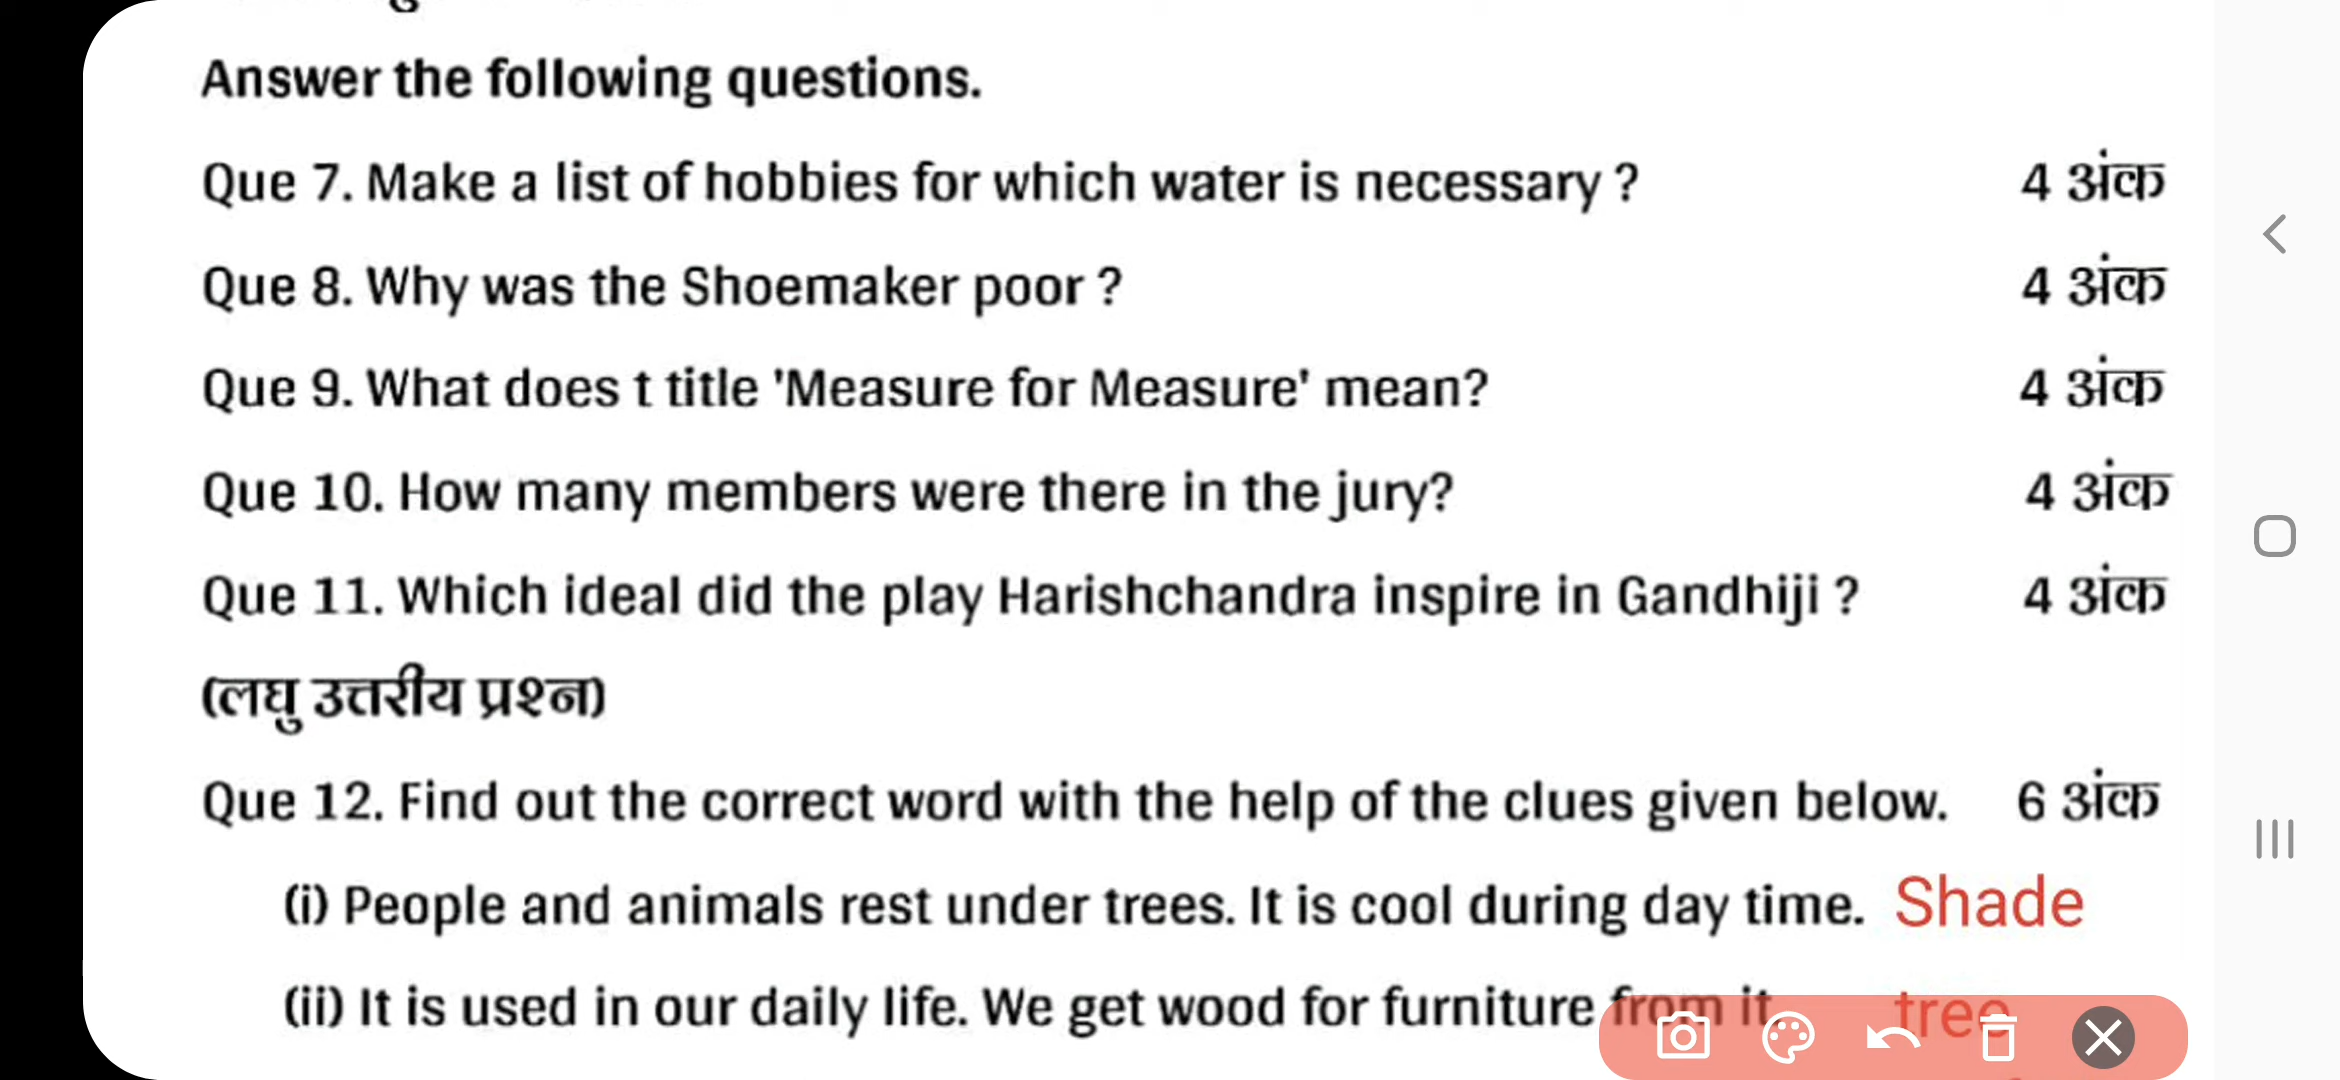 Answer the following questions.
Que 7. Make a list of hobbies for which water is necessary ? 4 अंक
Que 8. Why was the Shoemaker poor ? 4 अंक
Que 9. What does t title 'Measure for Measure' mean? 4 अंक
Que 10. How many members were there in the jury? 4 अंक
Que 11. Which ideal did the play Harishchandra inspire in Gandhiji ? 4 अंक
(लघु उत्तरीय प्रश्न)
Que 12. Find out the correct word with the help of the clues given below. 6 अंक
(i) People and animals rest under trees. It is cool during day time. Shade
(ii) It is used in our daily life. We get wood for furniture from it. tree